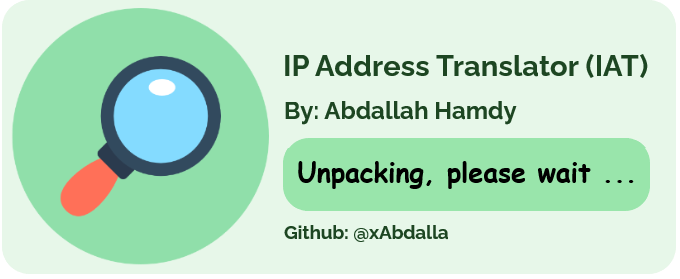 IP Address Translator (IAT)
By: Abdallah Hamdy
Unpacking, please wait ...
Github: @xAbdalla